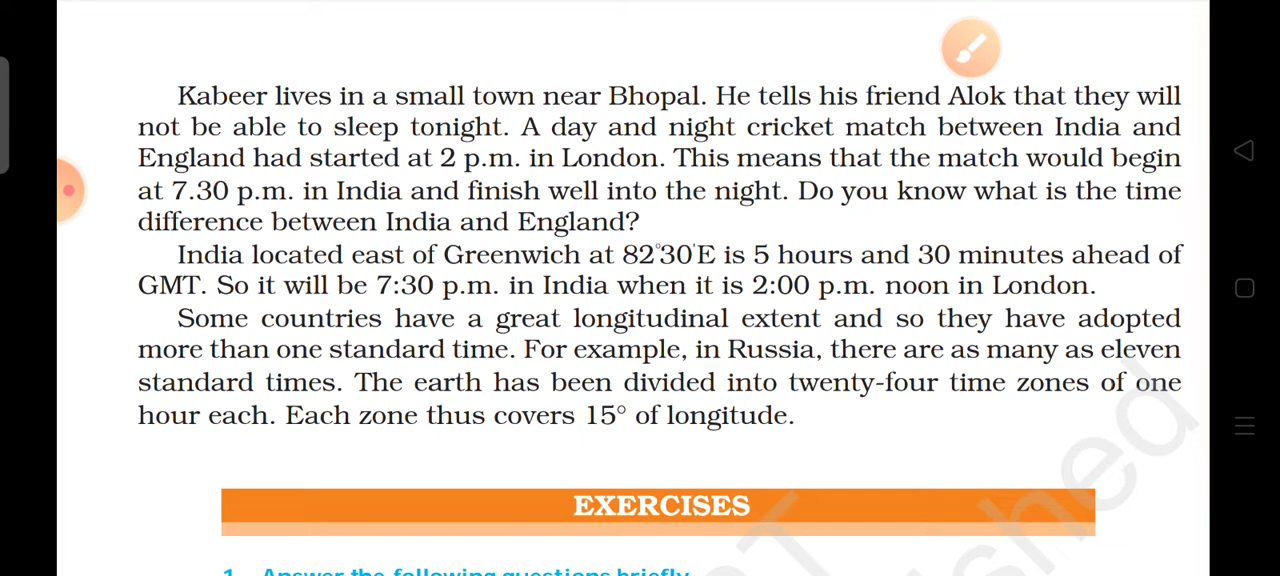 Kabeer lives in a small town near Bhopal. He tells his friend Alok that they will
not be able to sleep tonight. A day and night cricket match between India and
England had started at 2 p.m. in London. This means that the match would begin
at 7.30 p.m. in India and finish well into the night. Do you know what is the time
difference between India and England?
India located east of Greenwich at 82°30'E is 5 hours and 30 minutes ahead of
GMT. So it will be 7:30 p.m. in India when it is 2:00 p.m. noon in London.
Some countries have a great longitudinal extent and so they have adopted
more than one standard time. For example, in Russia, there are as many as eleven
standard times. The earth has been divided into twenty-four time zones of one
hour each. Each zone thus covers 15° of longitude.
EXERCISES
1. Answer the following questions briefly